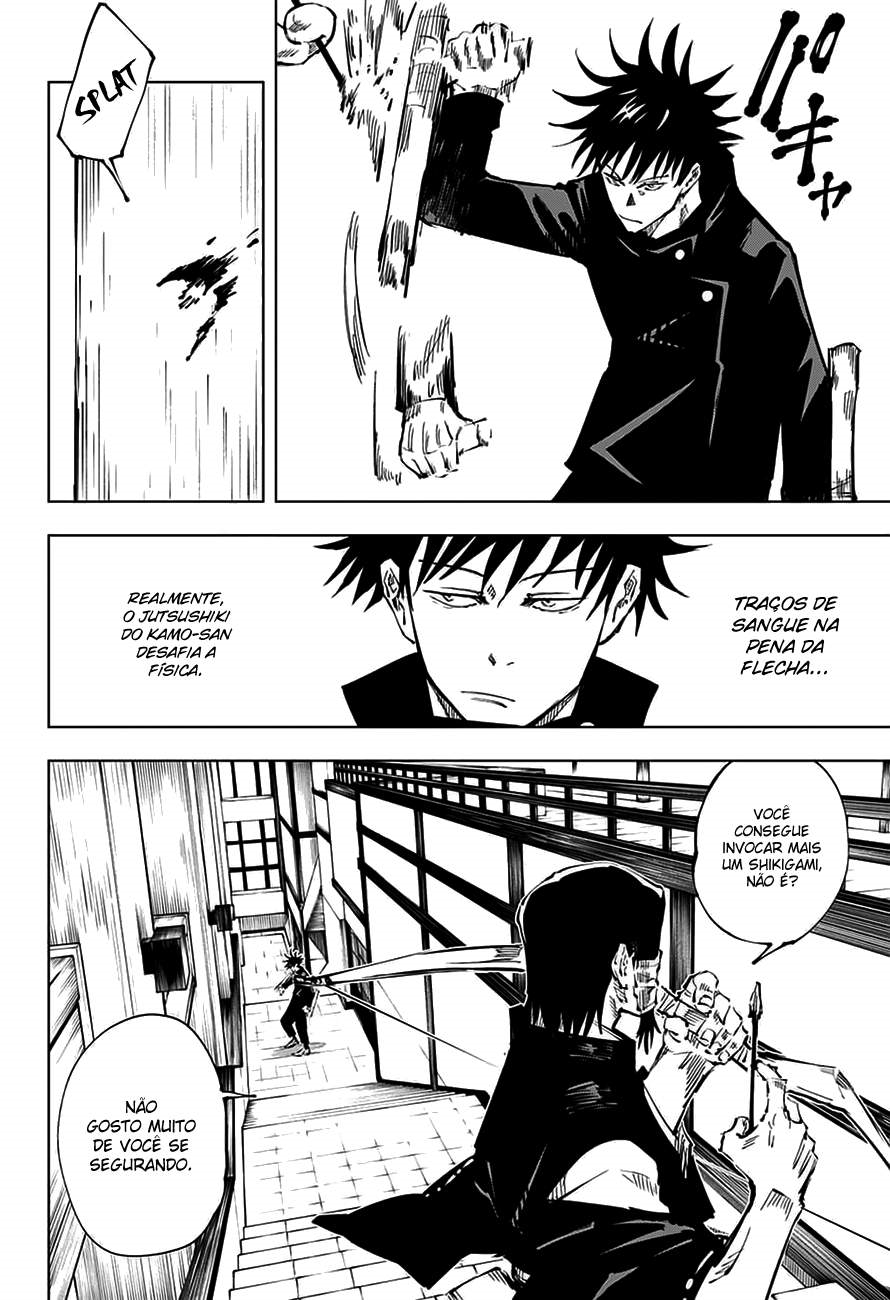 バキャ
SPLAT
TRAÇOS DE
SANGUE NA
PENA DA
FLECHA...
REALMENTE,
O JUTSUSHIKI
DO KAMO-SAN
DESAFIA A
FÍSICA.
VOCÊ
CONSEGUE
INVOCAR MAIS
UM SHIKIGAMI,
NÃO É?
NÃO
GOSTO MUITO
DE VOCÊ SE
SEGURANDO.